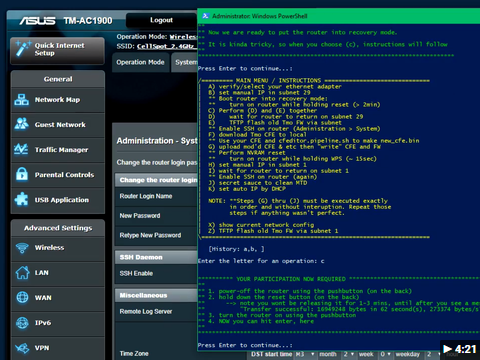 ASUS TM-AC1900
Logout
Quick Internet
Setup
General
Network Map
Guest Network
Traffic Manager
Parental Controls
USB Application
Advanced Settings
Wireless
LAN
WAN
IPv6
VPN
Operation Mode: Wireless
SSID: CellSpot_2.4GHz
Operation Mode
System
Administration - Syst
Change the router login pas
Change the router login
Router Login Name
New Password
Retype New Password
SSH Daemon
SSH Enable
Miscellaneous
Remote Log Server
Time Zone
DST start time M3 month 2 week 0 weekday 2
Administrator: Windows PowerShell
**
** Now we are ready to put the router into recovery mode.
**
** It is kinda tricky, so when you choose (c), instructions will follow
**
Press Enter to continue...:
/======== MAIN MENU / INSTRUCTIONS ============================
A) verify/select your ethernet adapter
B) set manual IP in subnet 29
** Boot router into recovery mode:
** turn on router while holding reset (> 2min)
C) Perform (D) and (E) together
D) wait for router to return on subnet 29
E) TFTP flash old Tmo FW via subnet
** Enable SSH on router (Administration > System)
F) download Tmo CFE to local
** Use your CFE and cfeditor.pipeline.sh to make new_cfe.bin
G) upload mod'd CFE & etc then "write" CFE and FW
** Perform NVRAM reset
** turn on router while holding WPS (~ 15sec)
H) set manual IP in subnet 1
I) wait for router to return on subnet 1
** Enable SSH on router (again)
J) secret sauce to clean MTD
K) set auto IP by DHCP
NOTE: **Steps (G) thru (J) must be executed exactly
in order and without interuption. Repeat those
steps if anything wasn't perfect.
X) show current network config
Z) TFTP flash old Tmo FW via subnet 1
[History: a,b, ]
Enter the letter for an operation: c
********** YOUR PARTICIPATION NOW REQUIRED **********
** 1. power-off the router using the pushbutton (on the back)
** 2. hold down the reset button (on the back)
** --> note you wont be releasing it for 1-3 mins, until after you see a mes
** 'Transfer successful: 16949248 bytes in 62 second(s), 273374 bytes/s
** 3. turn the router on using the pushbutton
** 4. NOW you can hit enter, here
Press Enter to continue...:
4:21